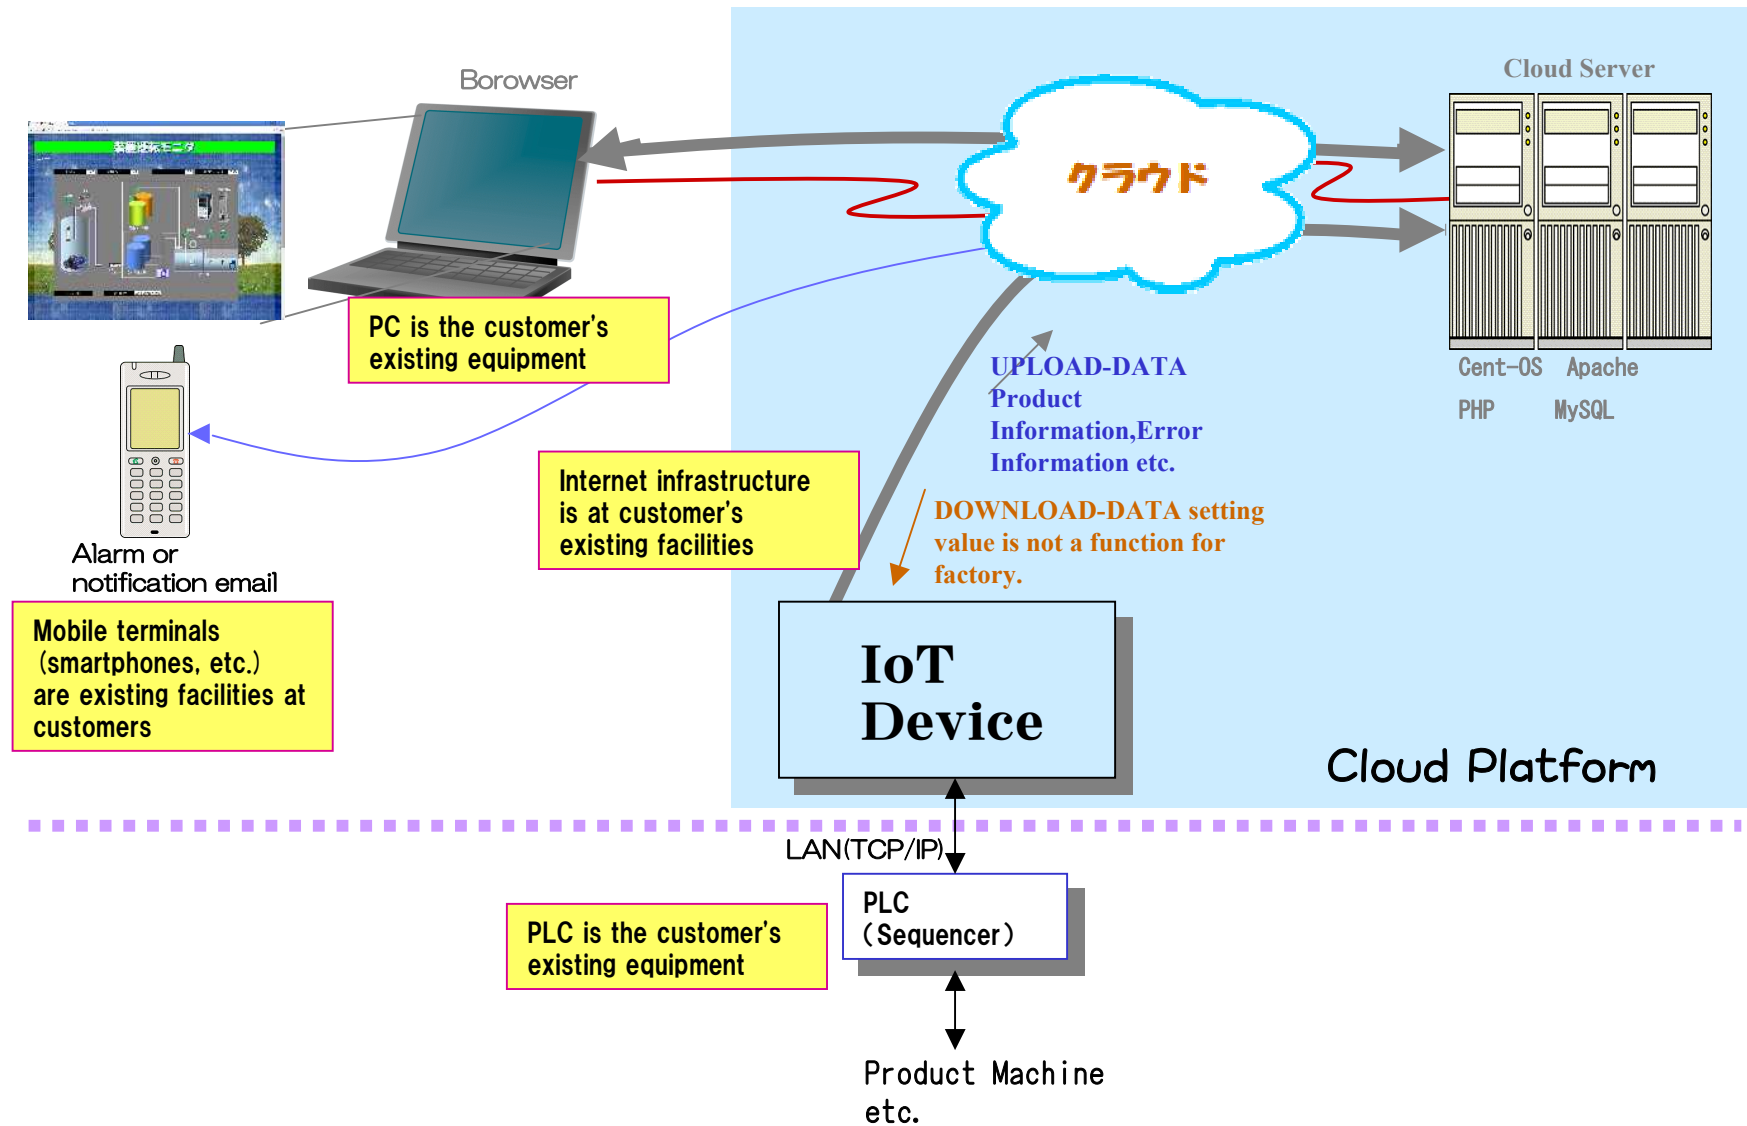 Borowser
Cloud Server
クラウド
PC is the customer's
existing equipment
Cent-OS Apache
PHP MySQL
UPLOAD-DATA
Product
Information,Error
Information etc.
Internet infrastructure
is at customer's
existing facilities
DOWNLOAD-DATA setting
value is not a function for
factory.
Alarm or
notification email
Mobile terminals
(smartphones, etc.)
are existing facilities at
customers
IoT
Device
Cloud Platform
LAN(TCP/IP)
PLC
(Sequencer)
PLC is the customer's
existing equipment
Product Machine
etc.